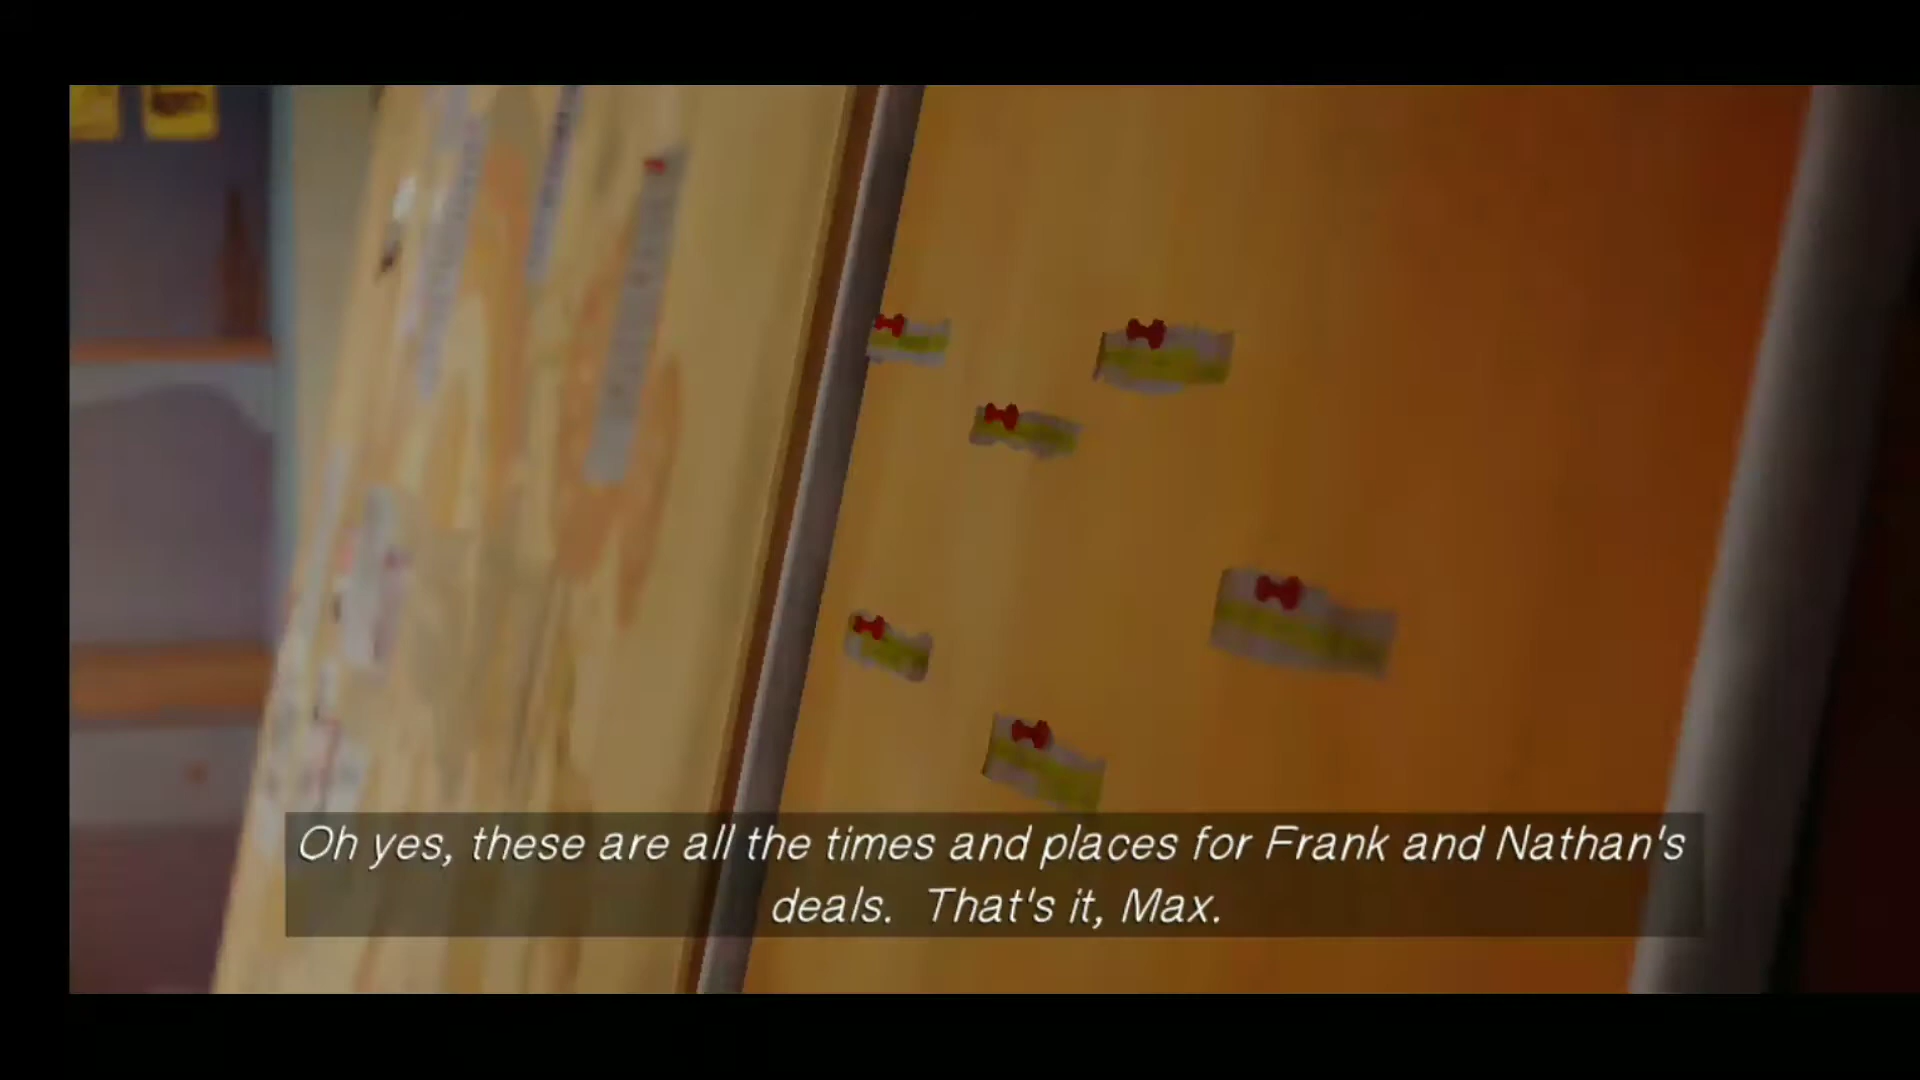 Oh yes, these are all the times and places for Frank and Nathan's
deals.  That's it, Max.